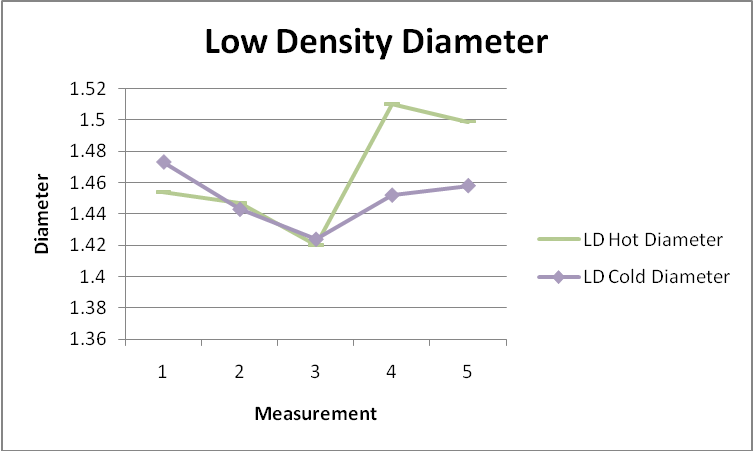 Low Density Diameter
1.52
1.5
1.48
1.46
1.44
1.42
1.4
1.38
1.36
Diameter
1 2 3 4 5
Measurement
LD Hot Diameter
LD Cold Diameter